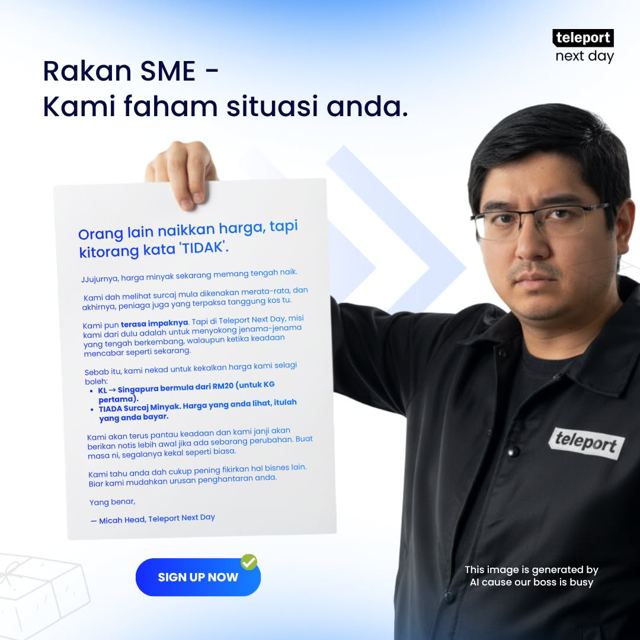 teleport
next day
Rakan SME -
Kami faham situasi anda.
Orang lain naikkan harga, tapi
kitorang kata 'TIDAK'.
JJujurnya, harga minyak sekarang memang tengah naik.
Kami dah melihat surcaj mula dikenakan merata-rata, dan
akhirnya, peniaga juga yang terpaksa tanggung kos tu.
Kami pun terasa impaknya. Tapi di Teleport Next Day, misi
kami dari dulu adalah untuk menyokong jenama-jenama
yang tengah berkembang, walaupun ketika keadaan
mencabar seperti sekarang.
Sebab itu, kami nekad untuk kekalkan harga kami selagi
boleh:
• KL → Singapura bermula dari RM20 (untuk KG
pertama).
• TIADA Surcaj Minyak. Harga yang anda lihat, itulah
yang anda bayar.
Kami akan terus pantau keadaan dan kami janji akan
berikan notis lebih awal jika ada sebarang perubahan. Buat
masa ni, segalanya kekal seperti biasa.
Kami tahu anda dah cukup pening fikirkan hal bisnes lain.
Biar kami mudahkan urusan penghantaran anda.
Yang benar,
— Micah Head, Teleport Next Day
teleport
SIGN UP NOW
This image is generated by
AI cause our boss is busy